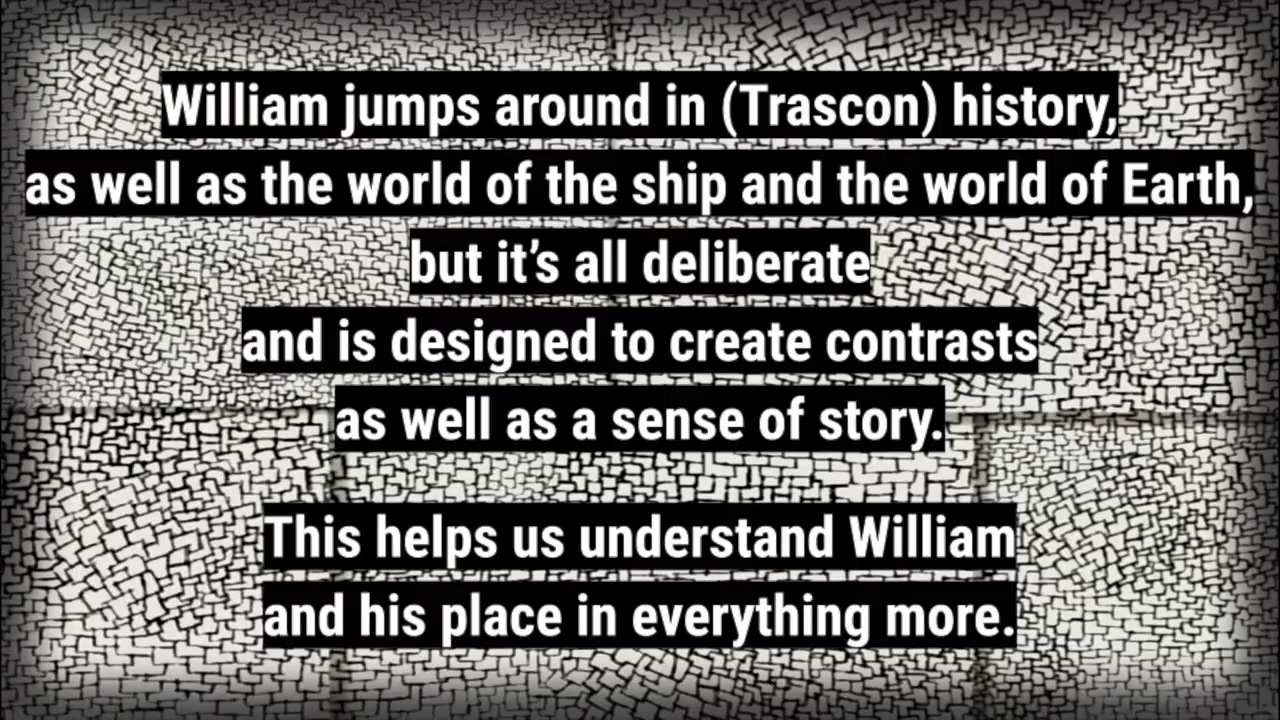 William jumps around in (Trascon) history,
as well as the world of the ship and the world of Earth,
but it’s all deliberate
and is designed to create contrasts
as well as a sense of story.
This helps us understand William
and his place in everything more.